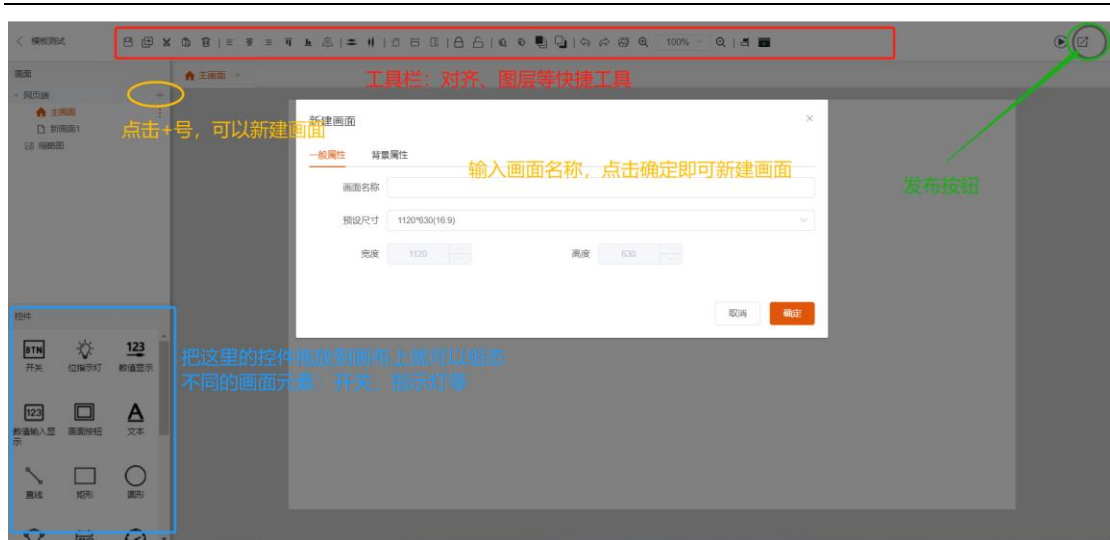 模板测试
100%
画面
主画面 ×
工具栏：对齐、图层等快捷工具
网页端
主画面
新画面1
缩略图
点击+号，可以新建画面
新建画面 ×
一般属性 背景属性
输入画面名称，点击确定即可新建画面
发布按钮
画面名称
预设尺寸 1120*630(16:9)
宽度 1120 高度 630
取消 确定
控件
把这里的控件拖放到画布上就可以组态
不同的画面元素：开关、指示灯等
BTN 123
开关 位指示灯 数值显示
123 A
数值输入显示 画面按钮 文本
直线 矩形 圆形